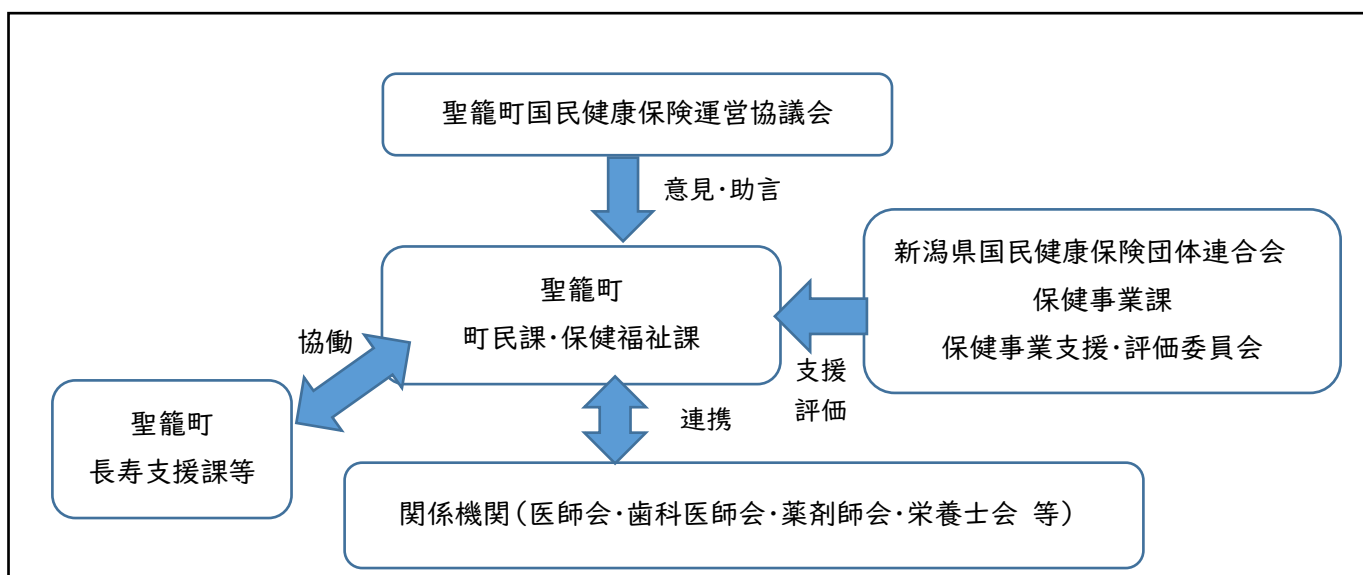 聖籠町国民健康保険運営協議会
意見・助言
聖籠町
町民課・保健福祉課
新潟県国民健康保険団体連合会
保健事業課
保健事業支援・評価委員会
支援
評価
協働
聖籠町
長寿支援課等
連携
関係機関（医師会・歯科医師会・薬剤師会・栄養士会 等）